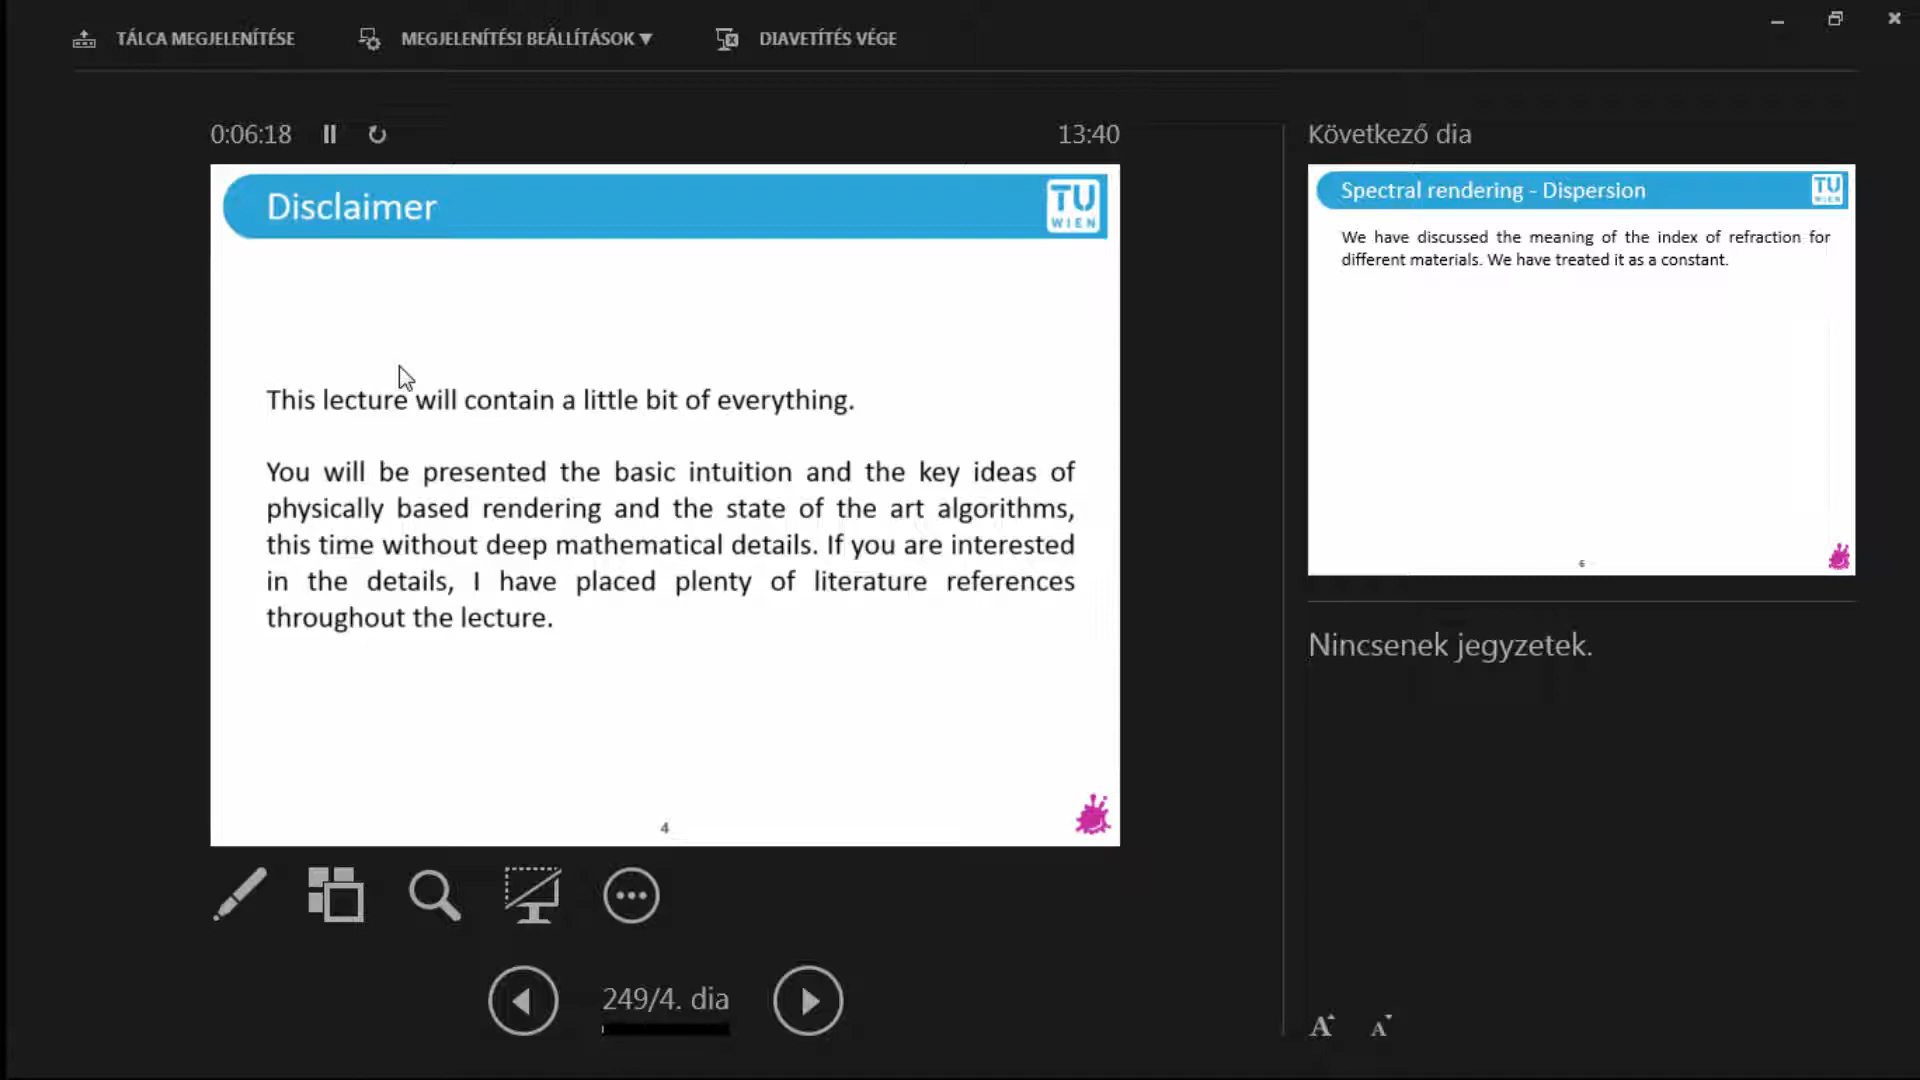 TÁLCA MEGJELENÍTÉSE
MEGJELENÍTÉSI BEÁLLÍTÁSOK ▼
DIAVETÍTÉS VÉGE
0:06:18
13:40
Disclaimer
TU
WIEN
This lecture will contain a little bit of everything.
You will be presented the basic intuition and the key ideas of
physically based rendering and the state of the art algorithms,
this time without deep mathematical details. If you are interested
in the details, I have placed plenty of literature references
throughout the lecture.
4
249/4. dia
Következő dia
Spectral rendering - Dispersion
TU
WIEN
We have discussed the meaning of the index of refraction for
different materials. We have treated it as a constant.
6
Nincsenek jegyzetek.
A A